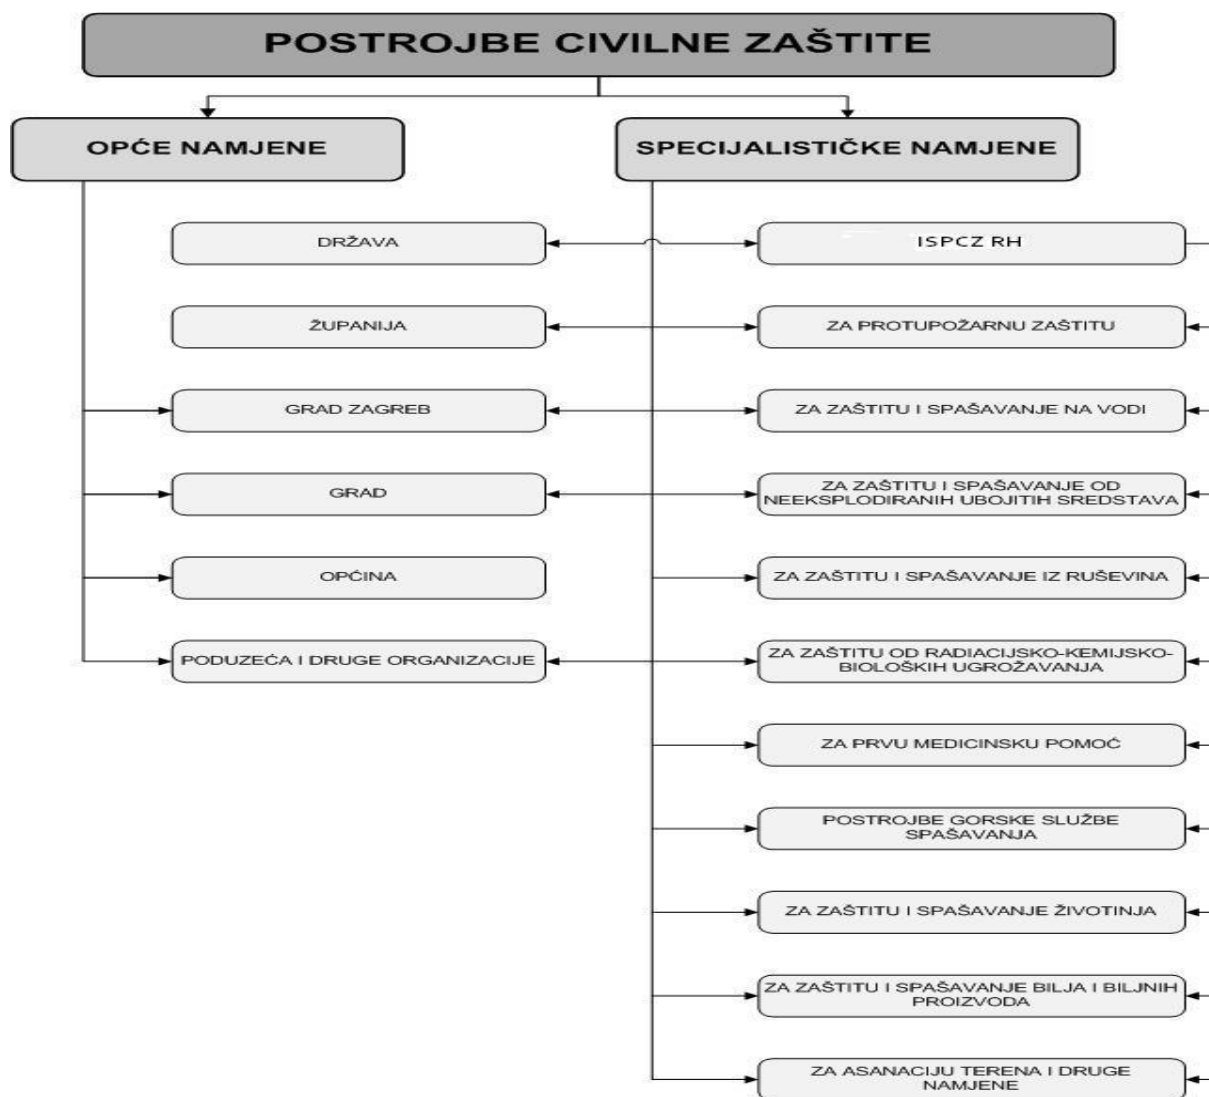 POSTROJBE CIVILNE ZAŠTITE
OPĆE NAMJENE
SPECIJALISTIČKE NAMJENE
DRŽAVA
ISPCZ RH
ŽUPANIJA
ZA PROTUPOŽARNU ZAŠTITU
GRAD ZAGREB
ZA ZAŠTITU I SPAŠAVANJE NA VODI
GRAD
ZA ZAŠTITU I SPAŠAVANJE OD
NEEKSPLODIRANIH UBOJITIH SREDSTAVA
OPĆINA
ZA ZAŠTITU I SPAŠAVANJE IZ RUŠEVINA
PODUZEĆA I DRUGE ORGANIZACIJE
ZA ZAŠTITU OD RADIACIJSKO-KEMIJSKO-
BIOLOŠKIH UGROŽAVANJA
ZA PRVU MEDICINSKU POMOĆ
POSTROJBE GORSKE SLUŽBE
SPAŠAVANJA
ZA ZAŠTITU I SPAŠAVANJE ŽIVOTINJA
ZA ZAŠTITU I SPAŠAVANJE BILJA I BILJNIH
PROIZVODA
ZA ASANACIJU TERENA I DRUGE
NAMJENE